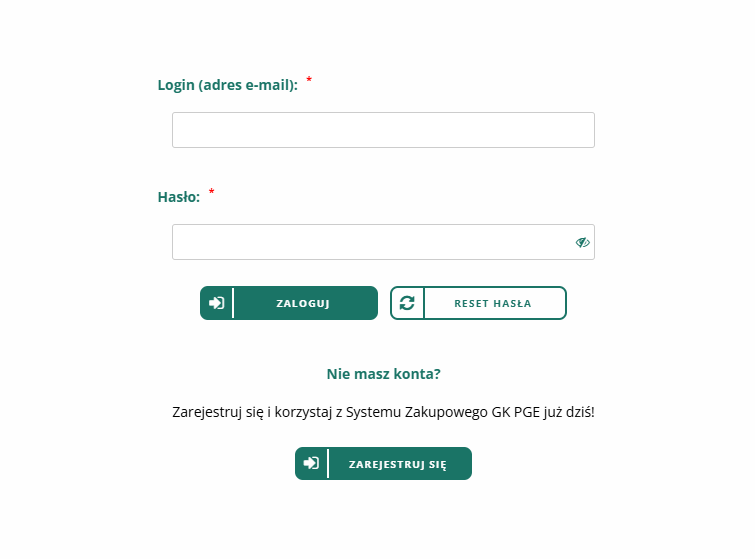 Login (adres e-mail): *
Hasło: *
ZALOGUJ
RESET HASŁA
Nie masz konta?
Zarejestruj się i korzystaj z Systemu Zakupowego GK PGE już dziś!
ZAREJESTRUJ SIĘ